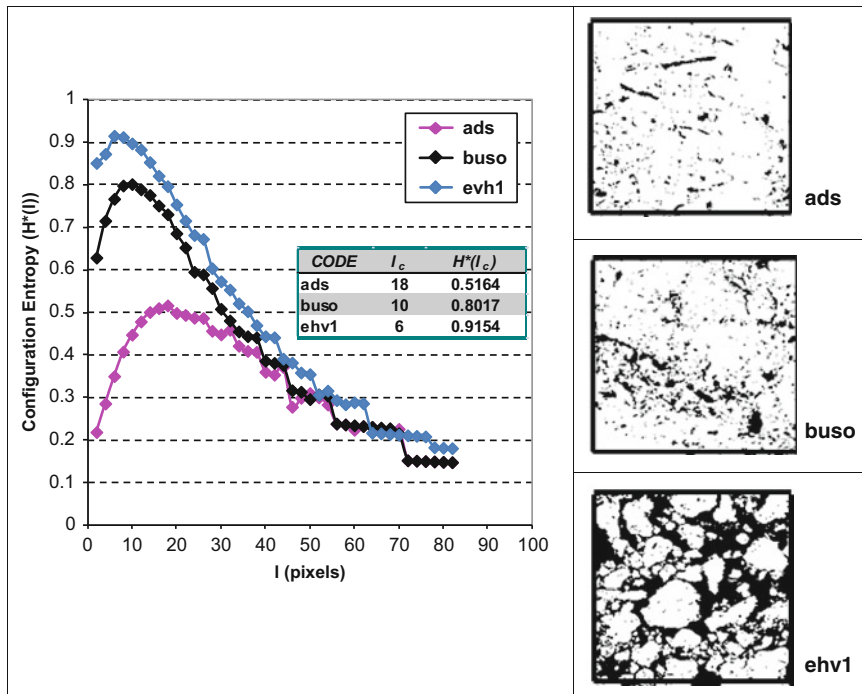 1
0.9
0.8
0.7
0.6
0.5
0.4
0.3
0.2
0.1
0
Configuration Entropy (H*(l))
0 10 20 30 40 50 60 70 80 90 100
l (pixels)
ads
buso
evh1
CODE lc H*(lc)
ads 18 0.5164
buso 10 0.8017
ehv1 6 0.9154
ads
buso
ehv1